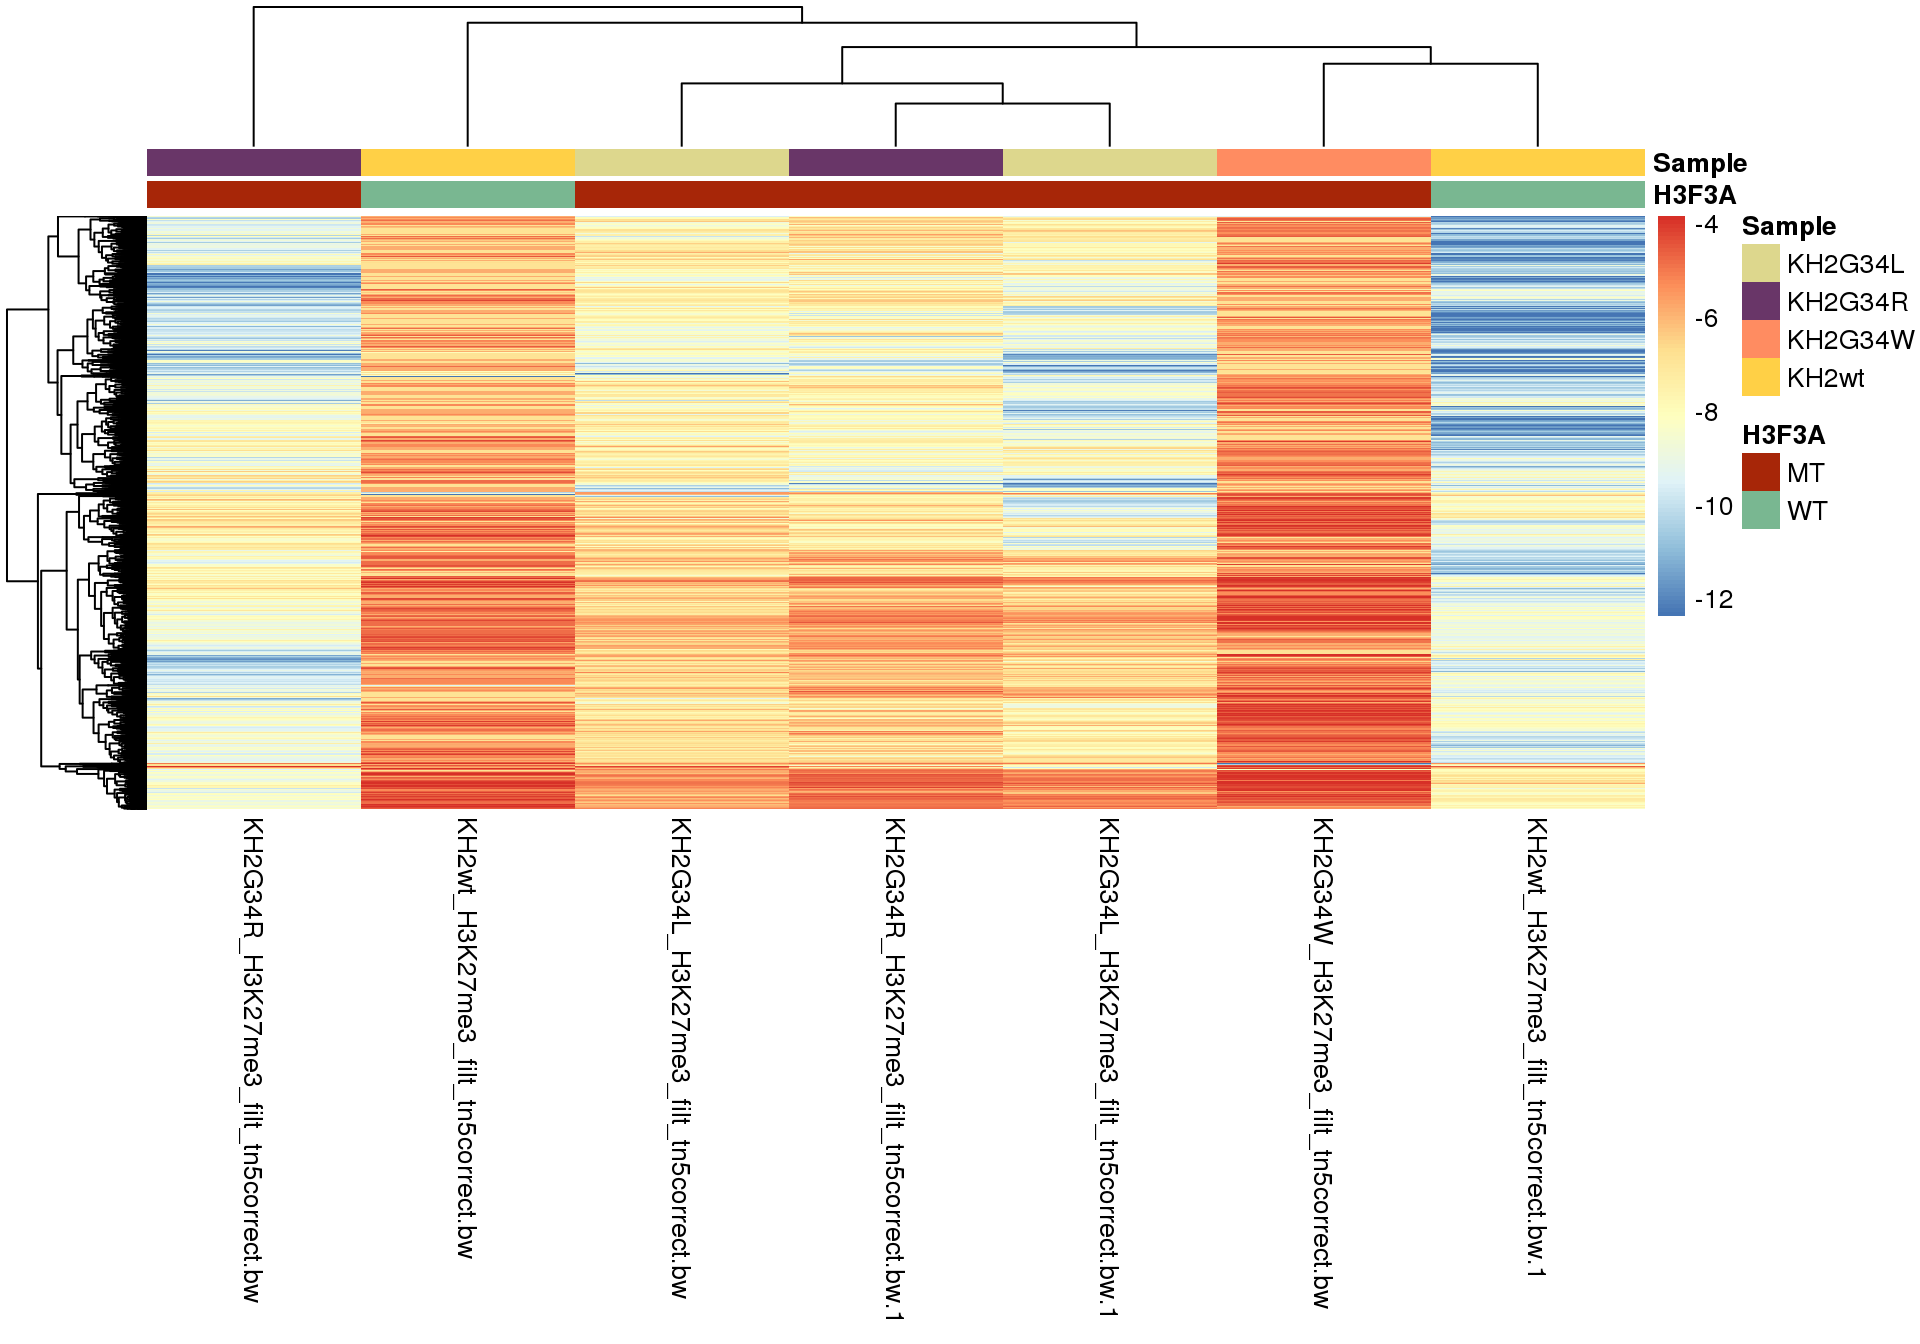 Sample
H3F3A
-4
-6
-8
-10
-12
Sample
KH2G34L
KH2G34R
KH2G34W
KH2wt
H3F3A
MT
WT
KH2G34R_H3K27me3_filt_tn5correct.bw
KH2wt_H3K27me3_filt_tn5correct.bw
KH2G34L_H3K27me3_filt_tn5correct.bw
KH2G34R_H3K27me3_filt_tn5correct.bw.1
KH2G34L_H3K27me3_filt_tn5correct.bw.1
KH2G34W_H3K27me3_filt_tn5correct.bw
KH2wt_H3K27me3_filt_tn5correct.bw.1